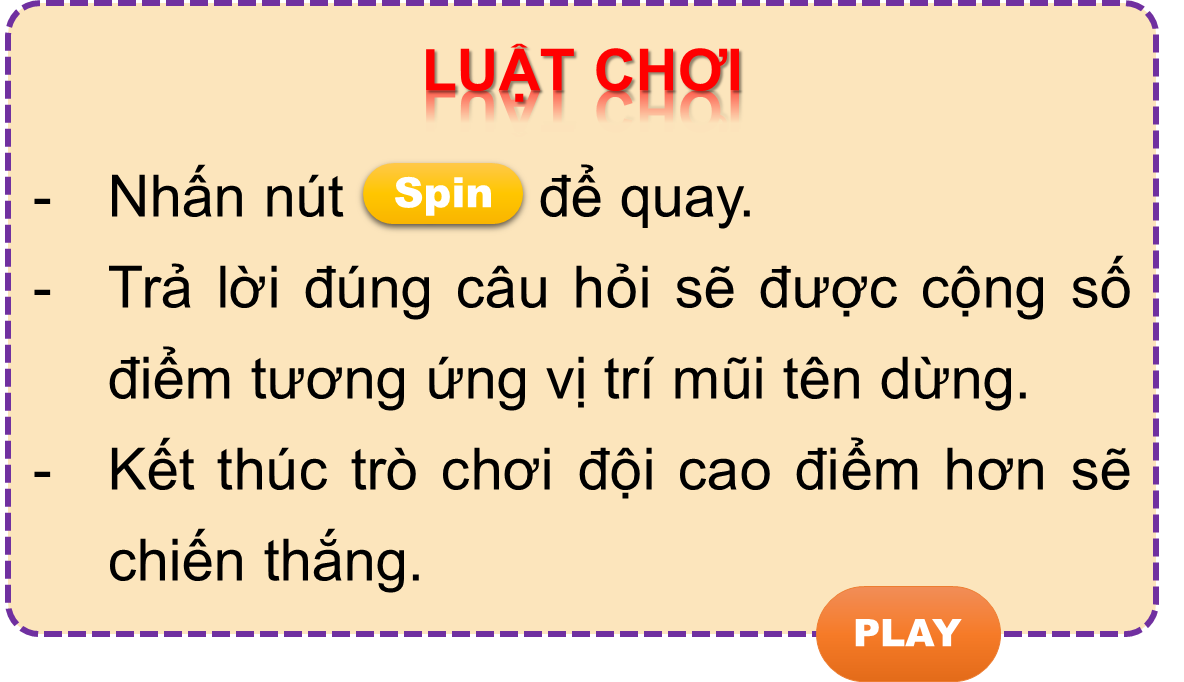 LUẬT CHƠI
- Nhấn nút Spin để quay.
- Trả lời đúng câu hỏi sẽ được cộng số
điểm tương ứng vị trí mũi tên dừng.
- Kết thúc trò chơi đội cao điểm hơn sẽ
chiến thắng.
PLAY